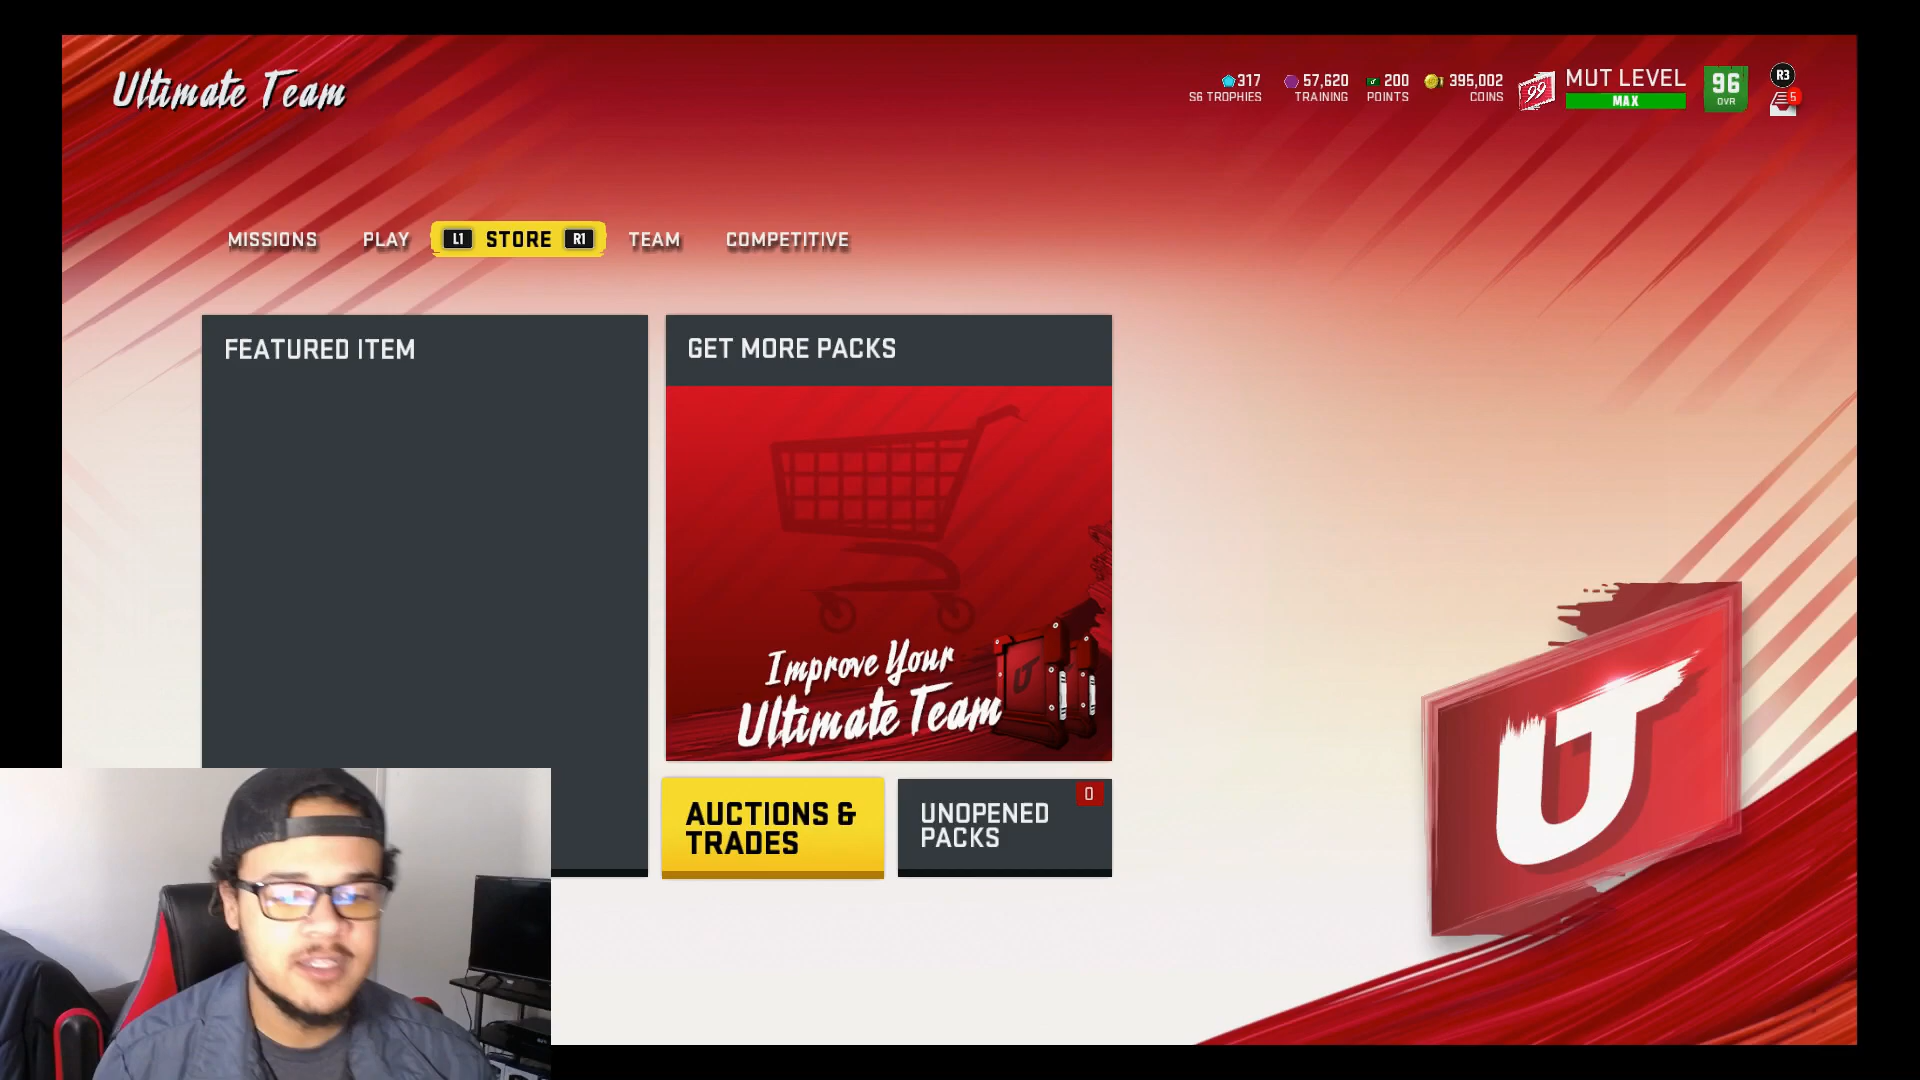 Ultimate Team
317
S6 TROPHIES
57,620
TRAINING
200
POINTS
395,002
COINS
99
MUT LEVEL
MAX
96
OVR
R3
5
MISSIONS
PLAY
L1 STORE R1
TEAM
COMPETITIVE
FEATURED ITEM
GET MORE PACKS
Improve Your
Ultimate Team
AUCTIONS &
TRADES
UNOPENED
PACKS
0
UT